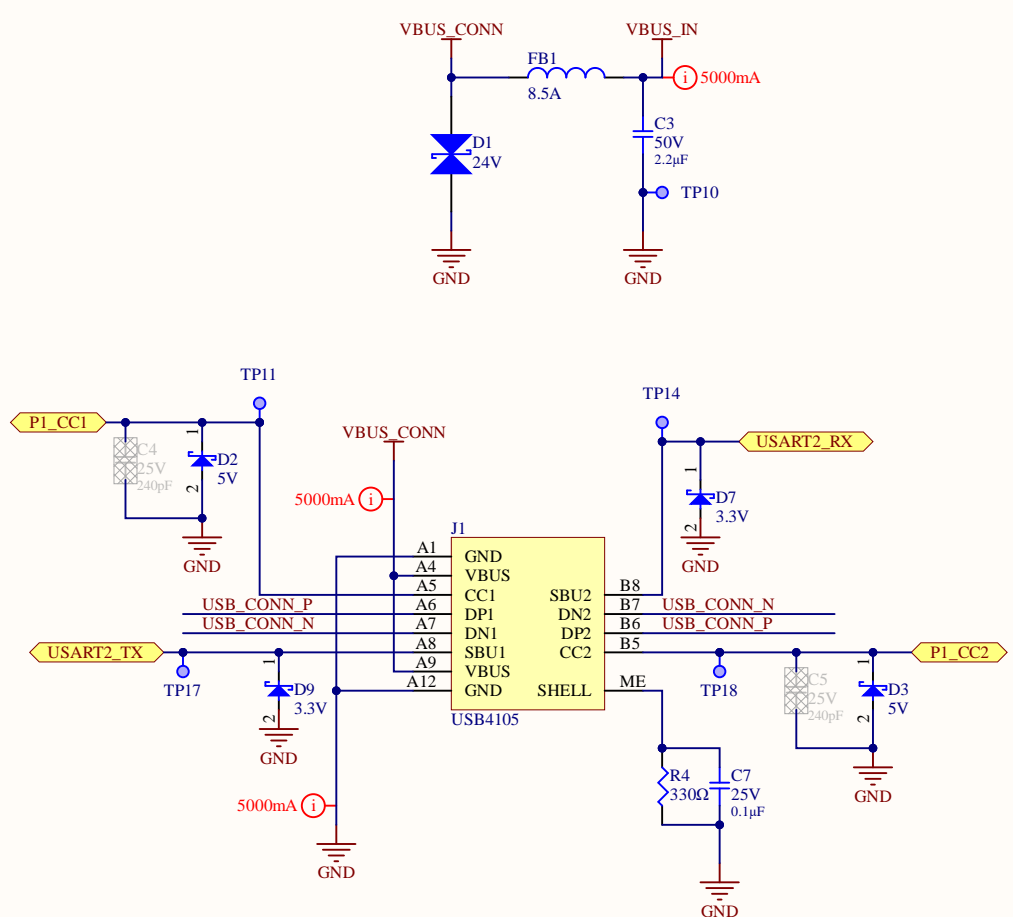 VBUS_CONN
VBUS_IN
FB1
8.5A
i 5000mA
D1
24V
C3
50V
2.2µF
TP10
GND
GND
TP11
P1_CC1
C4
25V
240pF
1
D2
5V
2
GND
VBUS_CONN
5000mA i
TP14
USART2_RX
1
D7
3.3V
2
GND
J1
A1 GND
A4 VBUS
A5 CC1
USB_CONN_P A6 DP1
USB_CONN_N A7 DN1
USART2_TX A8 SBU1
A9 VBUS
A12 GND
SBU2 B8
DN2 B7 USB_CONN_N
DP2 B6 USB_CONN_P
CC2 B5 P1_CC2
SHELL ME
USB4105
TP17
1
D9
3.3V
2
GND
TP18
C5
25V
240pF
1
D3
5V
2
GND
5000mA i
GND
R4
330Ω
C7
25V
0.1µF
GND